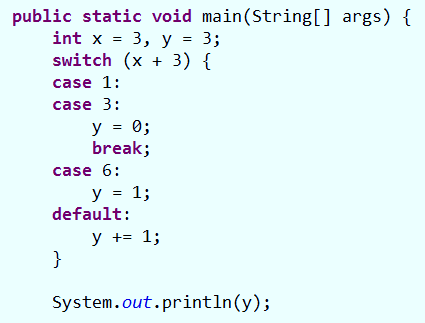 public static void main(String[] args) {
    int x = 3, y = 3;
    switch (x + 3) {
    case 1:
    case 3:
        y = 0;
        break;
    case 6:
        y = 1;
    default:
        y += 1;
    }

    System.out.println(y);